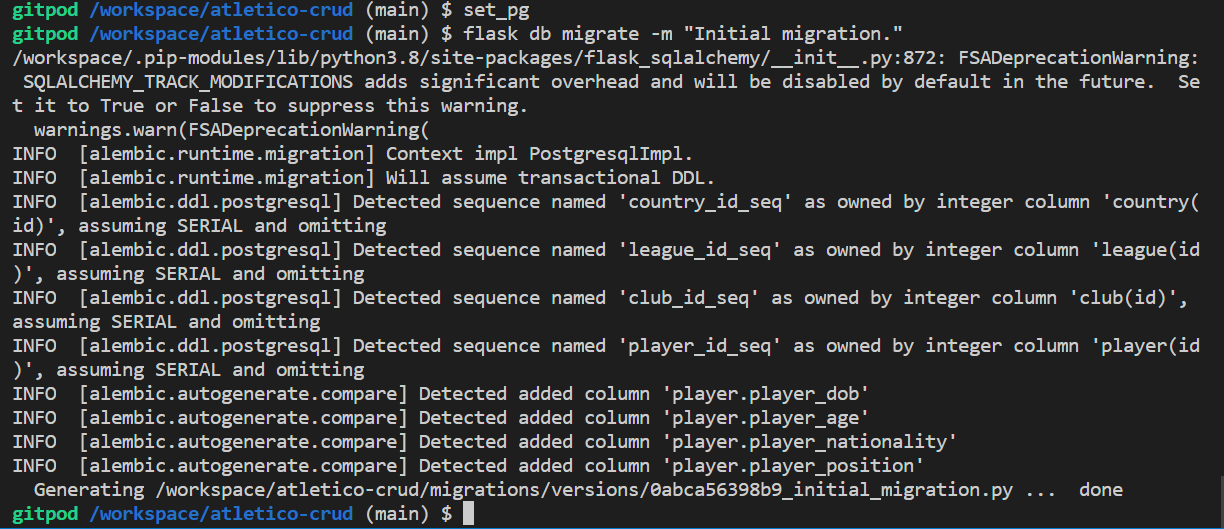 gitpod /workspace/atletico-crud (main) $ set_pg
gitpod /workspace/atletico-crud (main) $ flask db migrate -m "Initial migration."
/workspace/.pip-modules/lib/python3.8/site-packages/flask_sqlalchemy/__init__.py:872: FSADeprecationWarning:
 SQLALCHEMY_TRACK_MODIFICATIONS adds significant overhead and will be disabled by default in the future.  Se
t it to True or False to suppress this warning.
  warnings.warn(FSADeprecationWarning(
INFO  [alembic.runtime.migration] Context impl PostgresqlImpl.
INFO  [alembic.runtime.migration] Will assume transactional DDL.
INFO  [alembic.ddl.postgresql] Detected sequence named 'country_id_seq' as owned by integer column 'country(
id)', assuming SERIAL and omitting
INFO  [alembic.ddl.postgresql] Detected sequence named 'league_id_seq' as owned by integer column 'league(id
)', assuming SERIAL and omitting
INFO  [alembic.ddl.postgresql] Detected sequence named 'club_id_seq' as owned by integer column 'club(id)',
assuming SERIAL and omitting
INFO  [alembic.ddl.postgresql] Detected sequence named 'player_id_seq' as owned by integer column 'player(id
)', assuming SERIAL and omitting
INFO  [alembic.autogenerate.compare] Detected added column 'player.player_dob'
INFO  [alembic.autogenerate.compare] Detected added column 'player.player_age'
INFO  [alembic.autogenerate.compare] Detected added column 'player.player_nationality'
INFO  [alembic.autogenerate.compare] Detected added column 'player.player_position'
  Generating /workspace/atletico-crud/migrations/versions/0abca56398b9_initial_migration.py ...  done
gitpod /workspace/atletico-crud (main) $